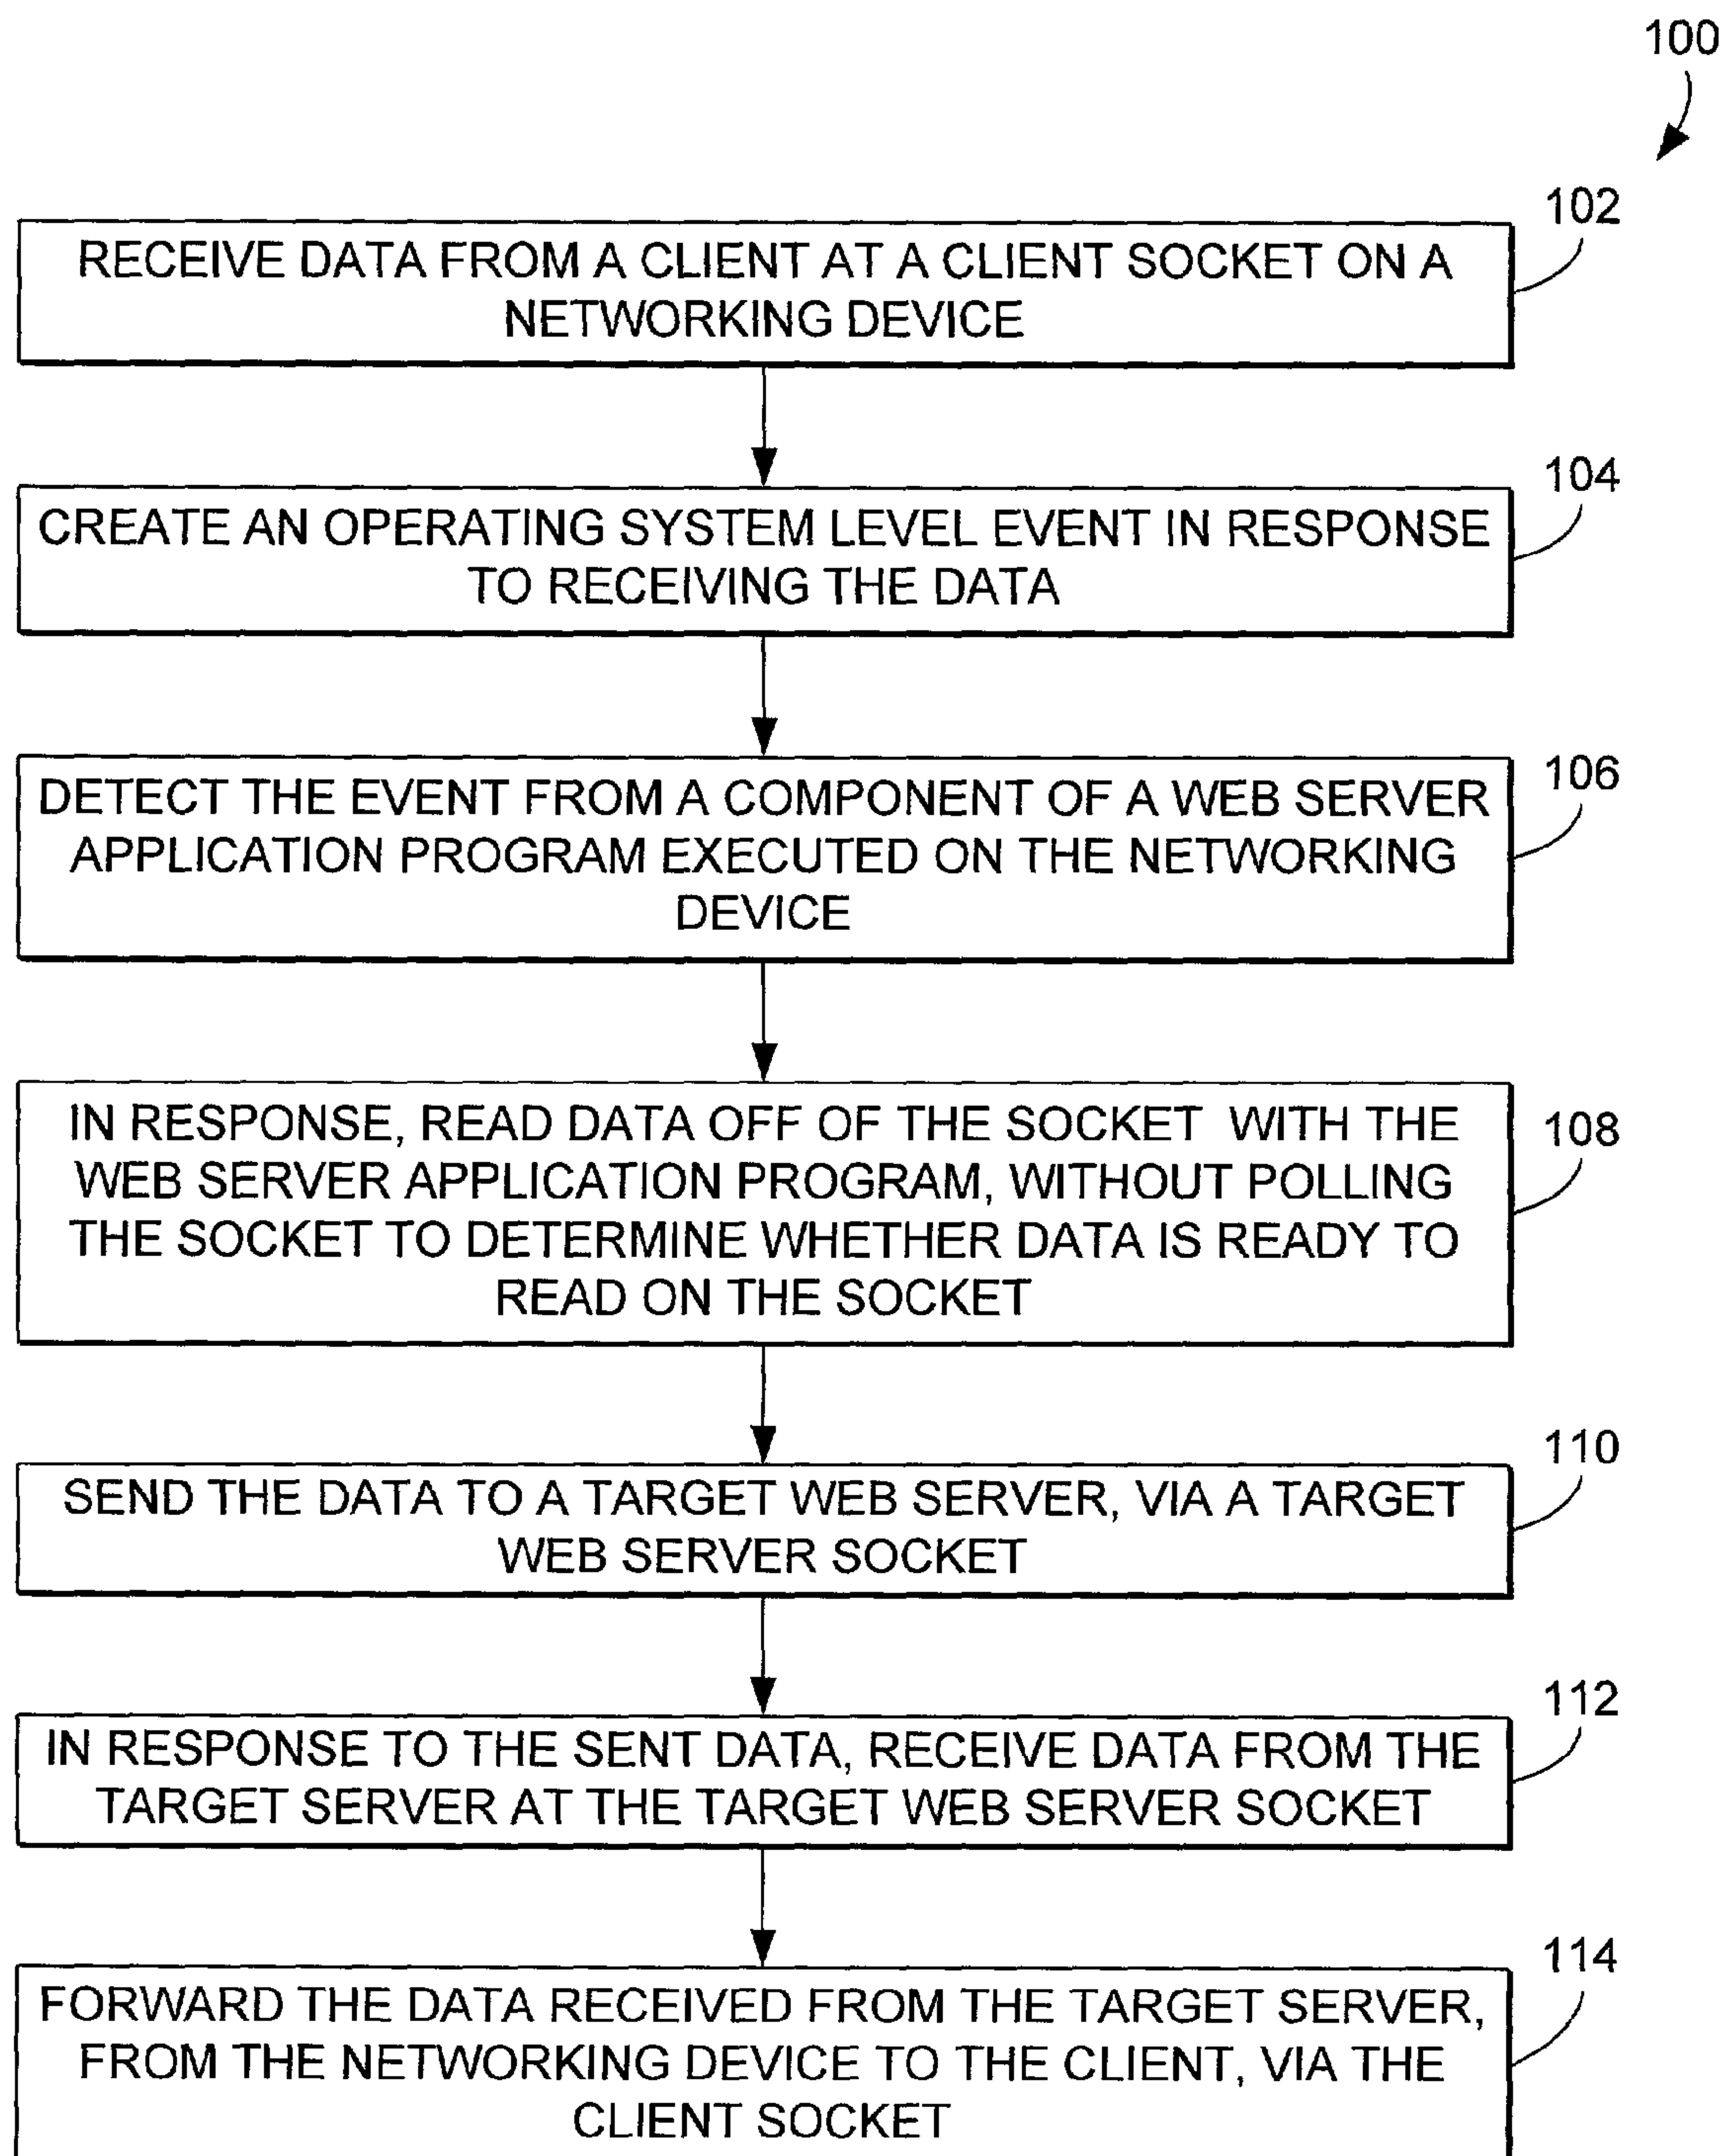 100
102
RECEIVE DATA FROM A CLIENT AT A CLIENT SOCKET ON A
NETWORKING DEVICE
104
CREATE AN OPERATING SYSTEM LEVEL EVENT IN RESPONSE
TO RECEIVING THE DATA
106
DETECT THE EVENT FROM A COMPONENT OF A WEB SERVER
APPLICATION PROGRAM EXECUTED ON THE NETWORKING
DEVICE
108
IN RESPONSE, READ DATA OFF OF THE SOCKET WITH THE
WEB SERVER APPLICATION PROGRAM, WITHOUT POLLING
THE SOCKET TO DETERMINE WHETHER DATA IS READY TO
READ ON THE SOCKET
110
SEND THE DATA TO A TARGET WEB SERVER, VIA A TARGET
WEB SERVER SOCKET
112
IN RESPONSE TO THE SENT DATA, RECEIVE DATA FROM THE
TARGET SERVER AT THE TARGET WEB SERVER SOCKET
114
FORWARD THE DATA RECEIVED FROM THE TARGET SERVER,
FROM THE NETWORKING DEVICE TO THE CLIENT, VIA THE
CLIENT SOCKET